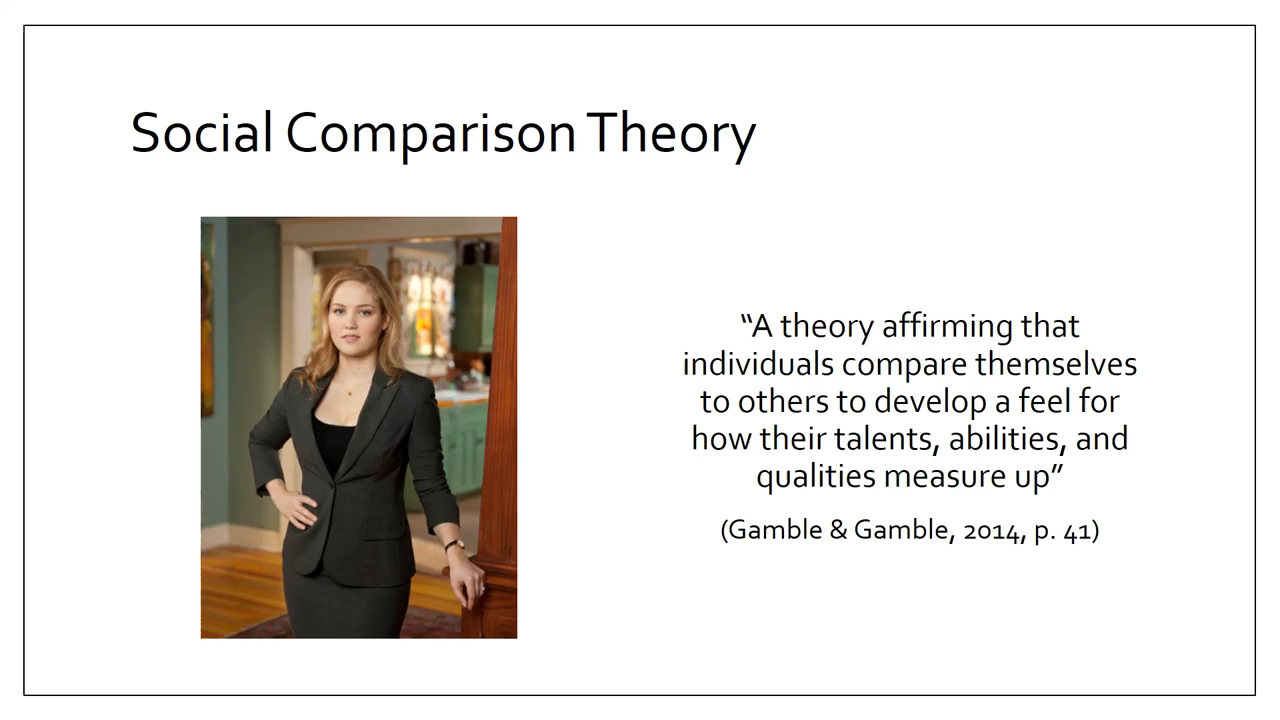 Social Comparison Theory
“A theory affirming that
individuals compare themselves
to others to develop a feel for
how their talents, abilities, and
qualities measure up”
(Gamble & Gamble, 2014, p. 41)